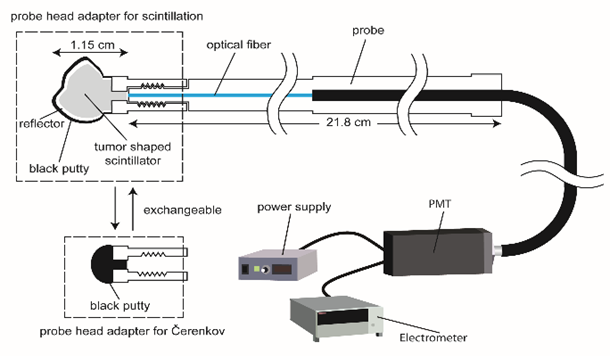 probe head adapter for scintillation
1.15 cm
optical fiber
probe
reflector
tumor shaped
scintillator
black putty
21.8 cm
exchangeable
power supply
PMT
black putty
Electrometer
probe head adapter for Čerenkov